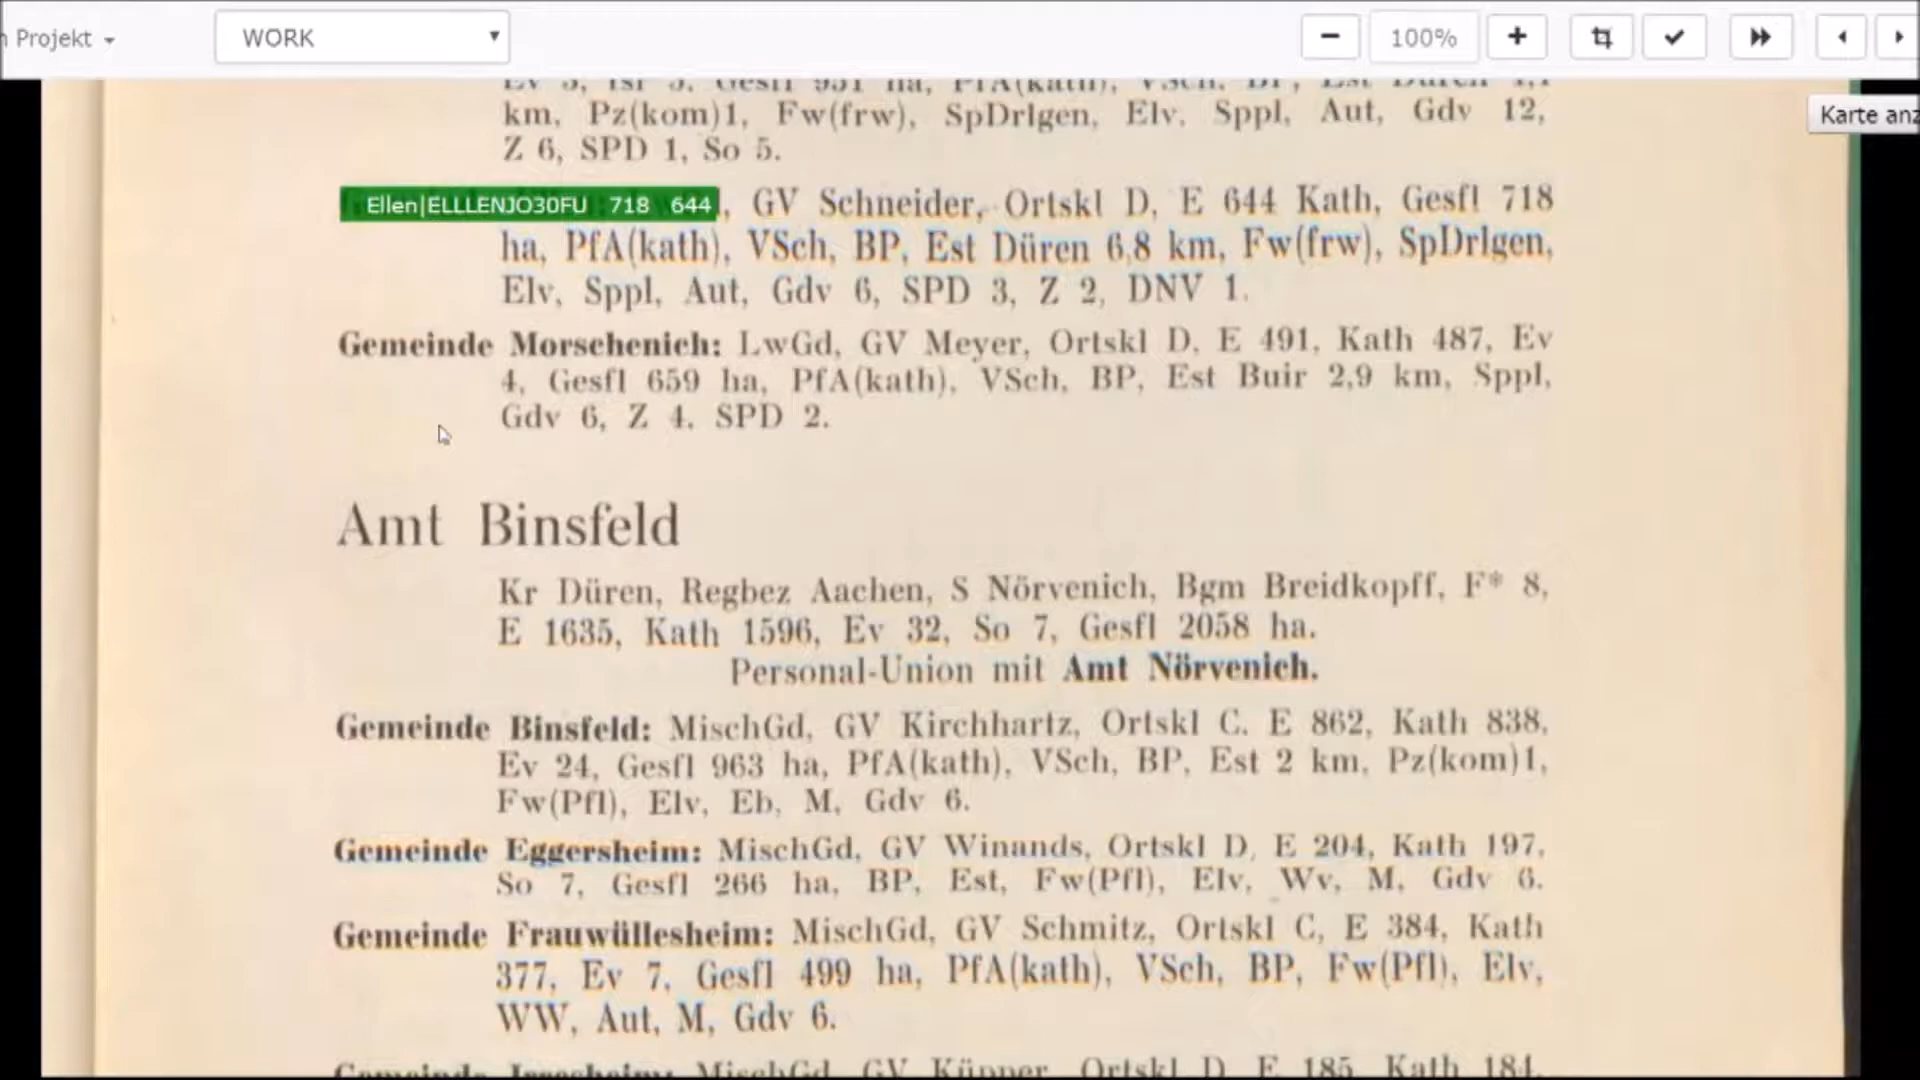 Projekt
WORK
100%
Karte anz
km, Pz(kom)1, Fw(frw), SpDrlgen, Elv, Sppl, Aut, Gdv 12,
Z 6, SPD 1, So 5.
Ellen|ELLLENJO30FU 718 644, GV Schneider, Ortskl D, E 644 Kath, Gesfl 718
ha, PfA(kath), VSch, BP, Est Düren 6,8 km, Fw(frw), SpDrlgen,
Elv, Sppl, Aut, Gdv 6, SPD 3, Z 2, DNV 1.
Gemeinde Morschenich: LwGd, GV Meyer, Ortskl D, E 491, Kath 487, Ev
4, Gesfl 659 ha, PfA(kath), VSch, BP, Est Buir 2,9 km, Sppl,
Gdv 6, Z 4, SPD 2.
Amt Binsfeld
Kr Düren, Regbez Aachen, S Nörvenich, Bgm Breidkopff, F* 8,
E 1635, Kath 1596, Ev 32, So 7, Gesfl 2058 ha.
Personal-Union mit Amt Nörvenich.
Gemeinde Binsfeld: MischGd, GV Kirchhartz, Ortskl C. E 862, Kath 838,
Ev 24, Gesfl 963 ha, PfA(kath), VSch, BP, Est 2 km, Pz(kom)1,
Fw(Pfl), Elv, Eb, M, Gdv 6.
Gemeinde Eggersheim: MischGd, GV Winands, Ortskl D, E 204, Kath 197,
So 7, Gesfl 266 ha, BP, Est, Fw(Pfl), Elv, Wv, M, Gdv 6.
Gemeinde Frauwüllesheim: MischGd, GV Schmitz, Ortskl C, E 384, Kath
377, Ev 7, Gesfl 499 ha, PfA(kath), VSch, BP, Fw(Pfl), Elv,
WW, Aut, M, Gdv 6.
MischGd, GV Küpper, Ortskl D, E 185, Kath 184,